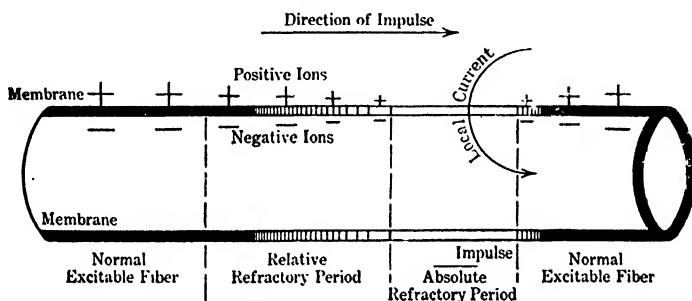 Direction of Impulse
Positive Ions
Membrane
Local Current
Negative Ions
Membrane
Normal
Excitable Fiber
Relative
Refractory Period
Impulse
Absolute
Refractory Period
Normal
Excitable Fiber